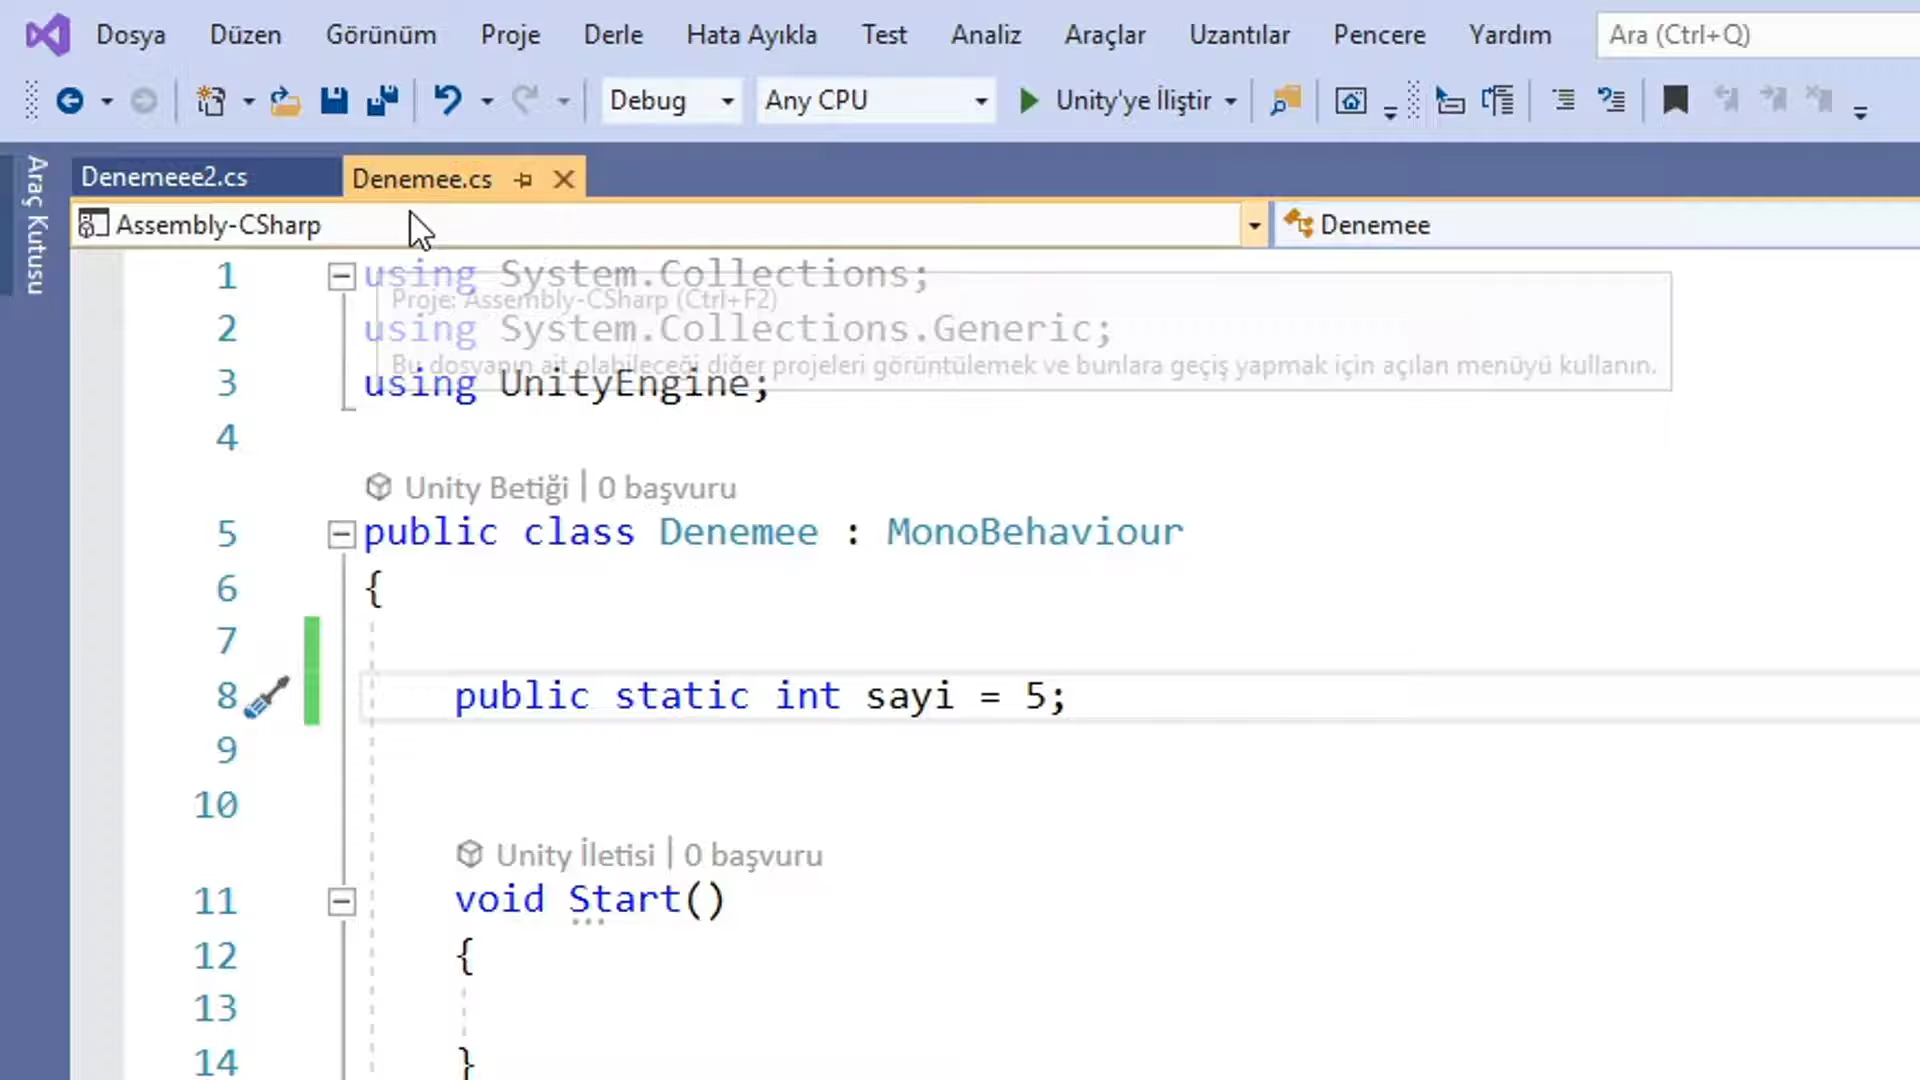 Dosya Düzen Görünüm Proje Derle Hata Ayıkla Test Analiz Araçlar Uzantılar Pencere Yardım Ara (Ctrl+Q)
Debug Any CPU Unity'ye İliştir
Araç Kutusu
Denemeee2.cs Denemee.cs
Assembly-CSharp Denemee
1 using System.Collections;
Proje: Assembly-CSharp (Ctrl+F2)
2 using System.Collections.Generic;
Bu dosyanın ait olabileceği diğer projeleri görüntülemek ve bunlara geçiş yapmak için açılan menüyü kullanın.
3 using UnityEngine;
4
Unity Betiği | 0 başvuru
5 public class Denemee : MonoBehaviour
6 {
7
8 public static int sayi = 5;
9
10
Unity İletisi | 0 başvuru
11 void Start()
12 {
13
14 }